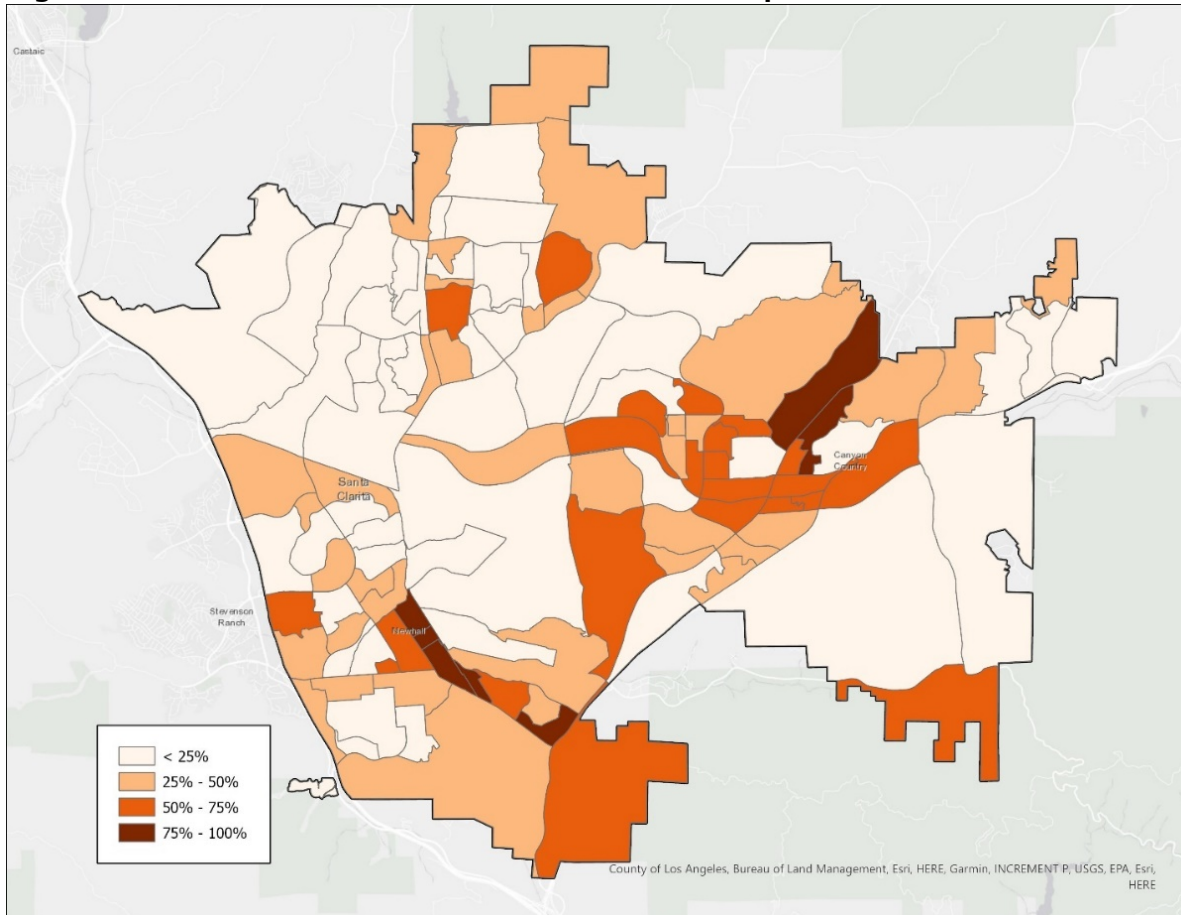 Castaic
Santa
Clarita
Canyon
Country
Stevenson
Ranch
Newhall
< 25%
25% - 50%
50% - 75%
75% - 100%
County of Los Angeles, Bureau of Land Management, Esri, HERE, Garmin, INCREMENT P, USGS, EPA, Esri,
HERE